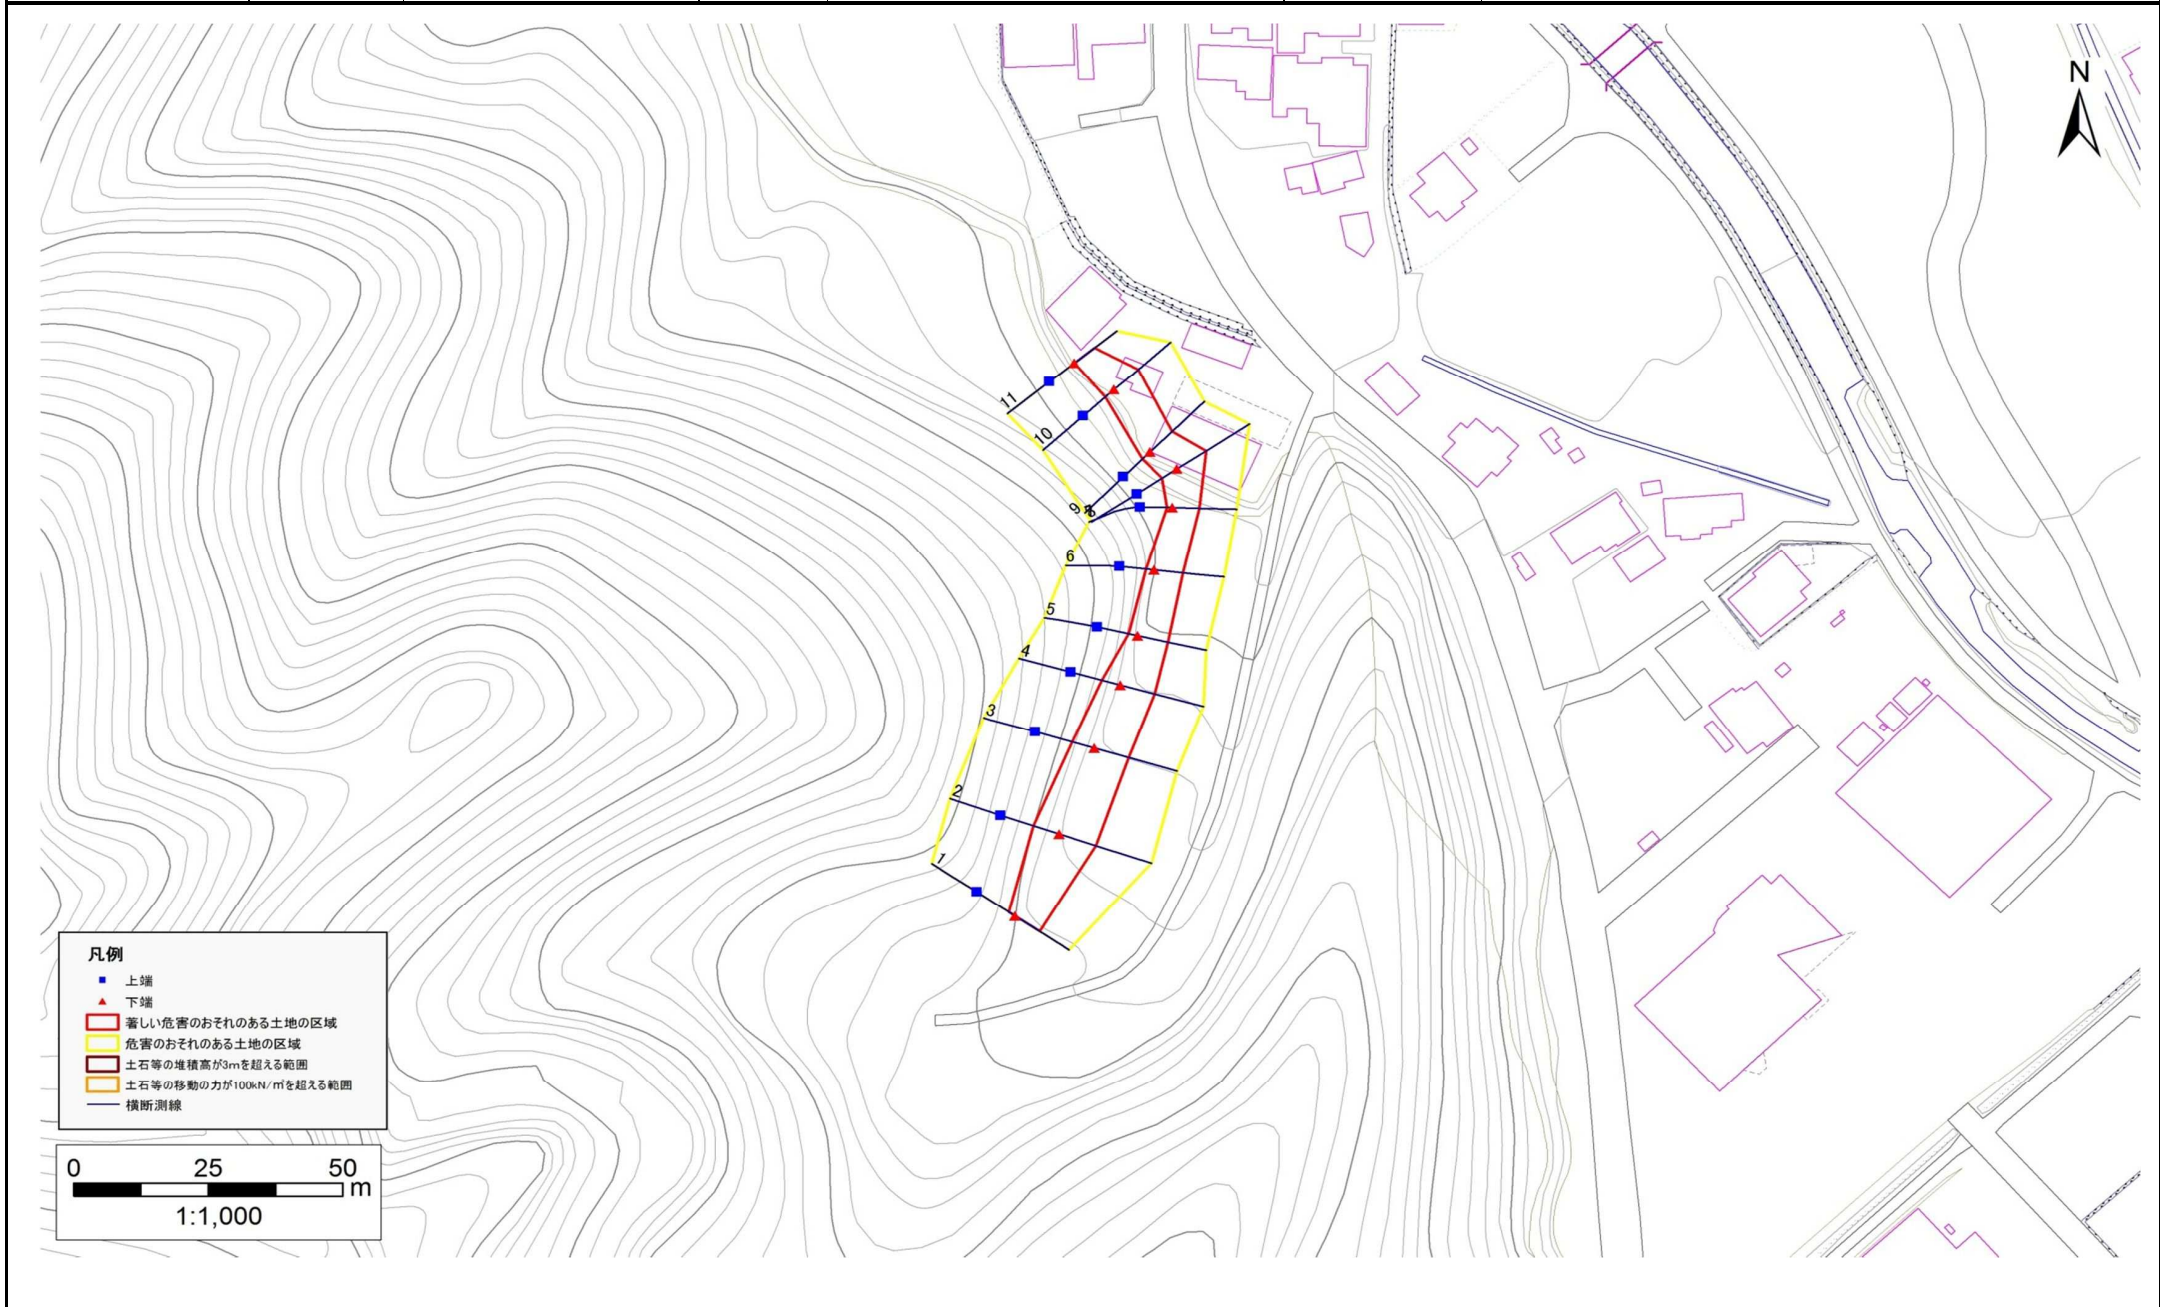 N
11
10
9
6
5
4
3
2
1
凡例
上端
下端
著しい危害のおそれのある土地の区域
危害のおそれのある土地の区域
土石等の堆積高が3mを超える範囲
土石等の移動の力が100kN/㎡を超える範囲
横断測線
0 25 50
m
1:1,000